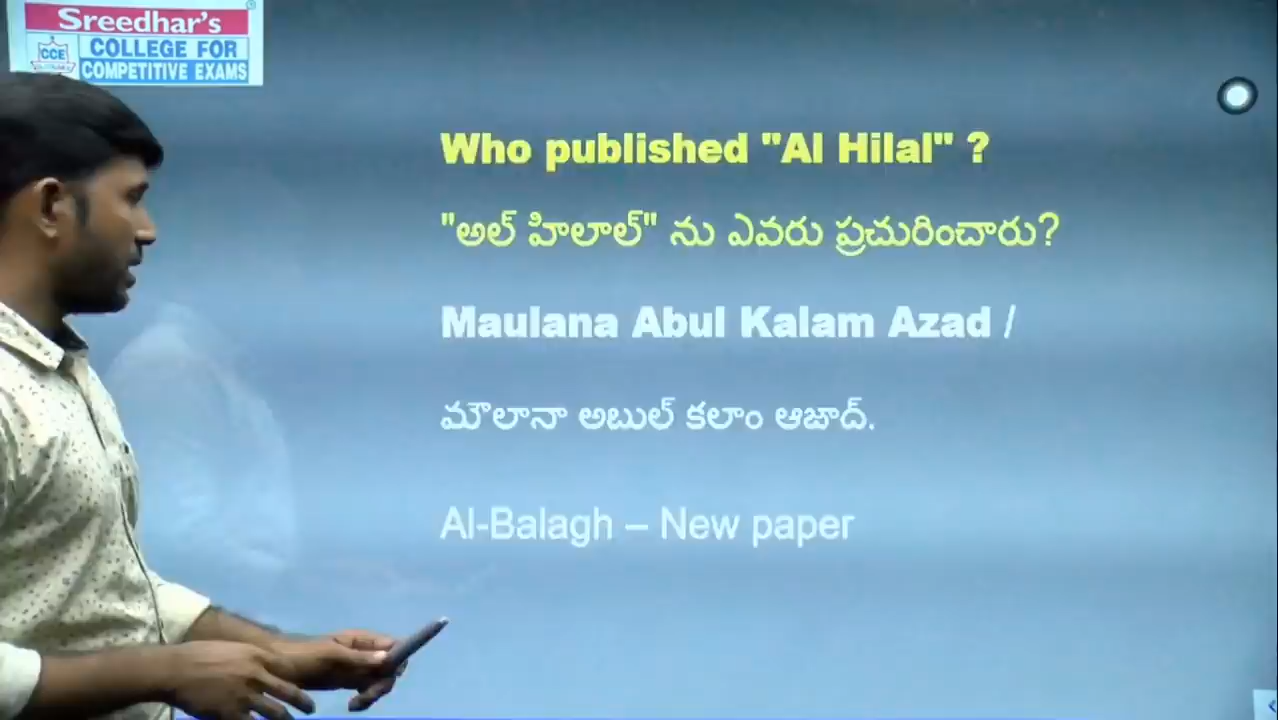 Sreedhar's
CCE
COLLEGE FOR
COMPETITIVE EXAMS
Who published "Al Hilal" ?
"అల్ హిలాల్" ను ఎవరు ప్రచురించారు?
Maulana Abul Kalam Azad /
మౌలానా అబుల్ కలాం ఆజాద్.
Al-Balagh – New paper